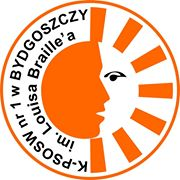 K-PSOSW nr 1 w BYDGOSZCZY
im. Louisa Braille'a